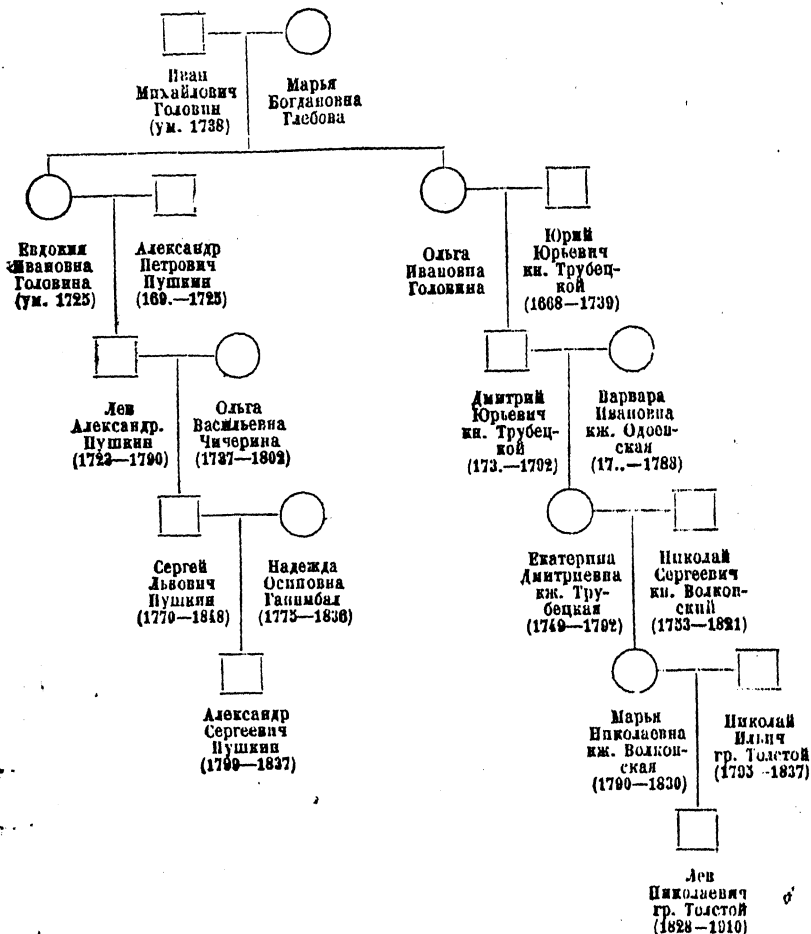 Иван
Михайлович
Головин
(ум. 1738)
Марья
Богдановна
Глебова
Евдокия
Ивановна
Головина
(ум. 1725)
Александр
Петрович
Пушкин
(169.—1725)
Ольга
Ивановна
Головина
Юрий
Юрьевич
кн. Трубец-
кой
(1668—1739)
Лев
Александр.
Пушкин
(1723—1790)
Ольга
Васильевна
Чичерина
(1737—1802)
Дмитрий
Юрьевич
кн. Трубец-
кой
(173.—1792)
Варвара
Ивановна
кж. Одоев-
ская
(17..—1788)
Сергей
Львович
Пушкин
(1770—1848)
Надежда
Осиповна
Ганнибал
(1775—1836)
Екатерина
Дмитриевна
кж. Тру-
бецкая
(1749—1792)
Николай
Сергеевич
кн. Волкон-
ский
(1753—1821)
Александр
Сергеевич
Пушкин
(1799—1837)
Марья
Николаевна
кж. Волкон-
ская
(1790—1830)
Николай
Ильич
гр. Толстой
(1795—1837)
Лев
Николаевич
гр. Толстой
(1828—1910)